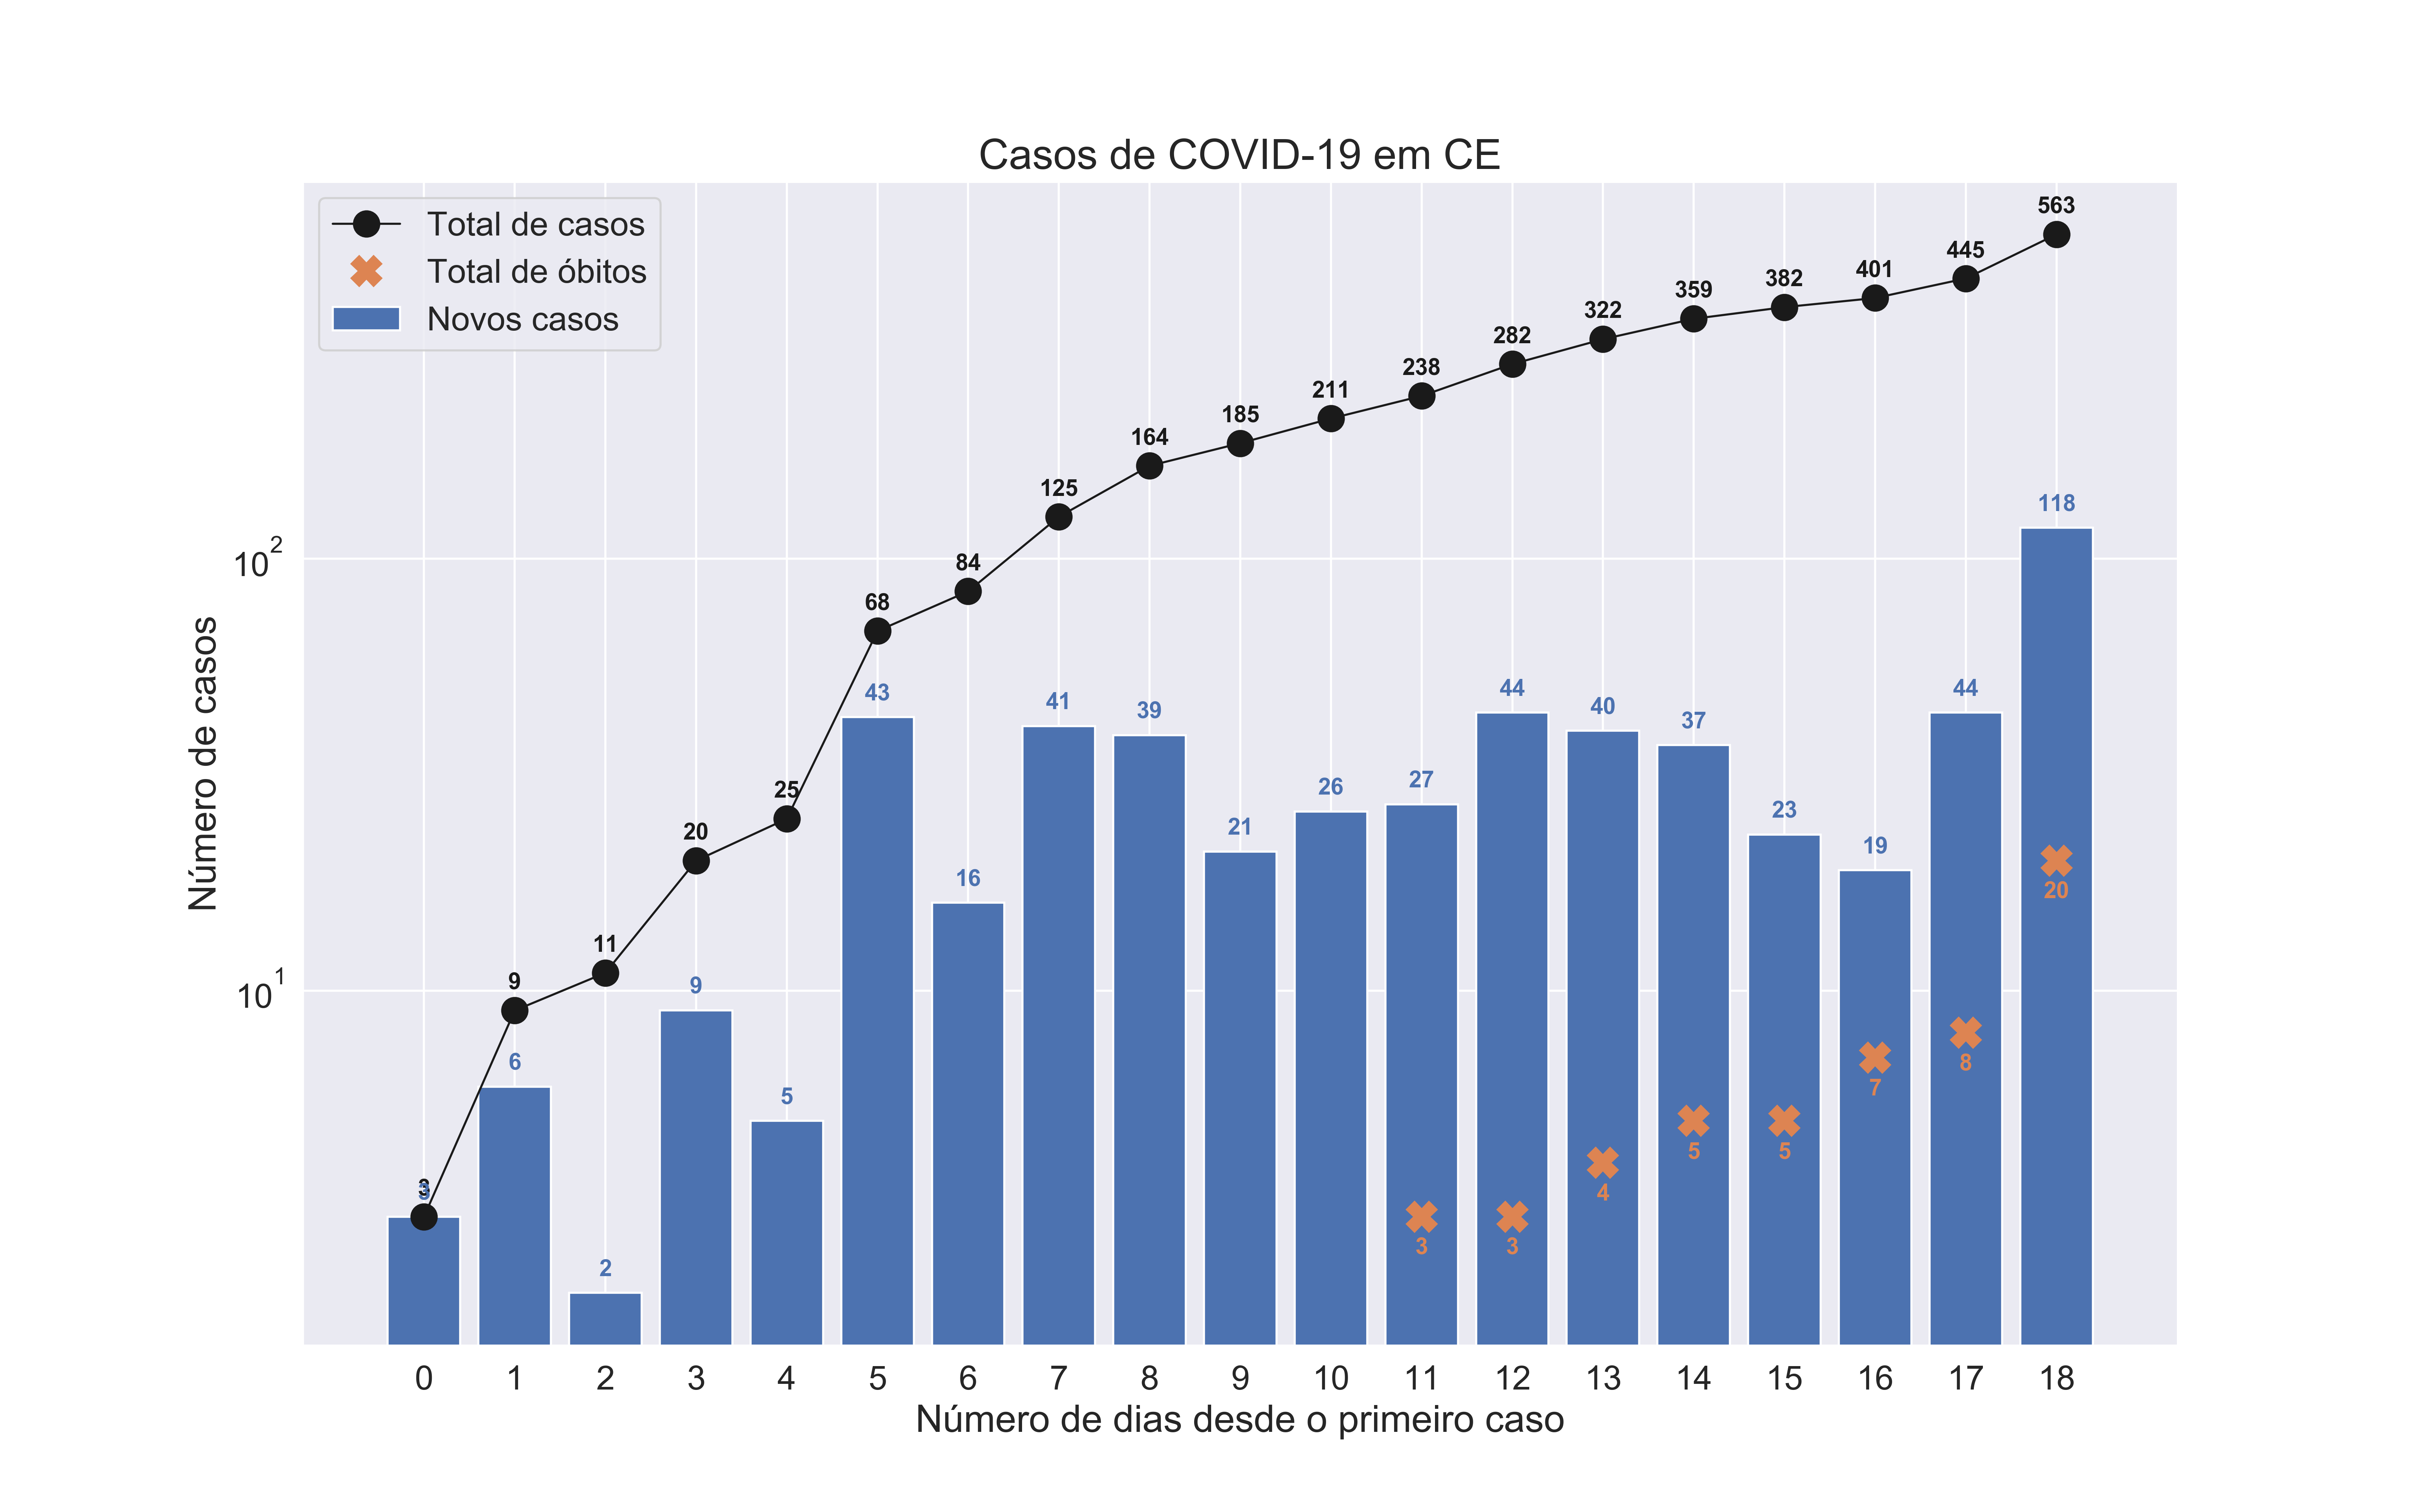 Casos de COVID-19 em CE
Total de casos
Total de óbitos
Novos casos
Número de casos
10²
10¹
3 9 11 20 25 68 84 125 164 185 211 238 282 322 359 382 401 445 563
3 6 2 9 5 43 16 41 39 21 26 27 44 40 37 23 19 44 118
3 3 4 5 5 7 8 20
0 1 2 3 4 5 6 7 8 9 10 11 12 13 14 15 16 17 18
Número de dias desde o primeiro caso